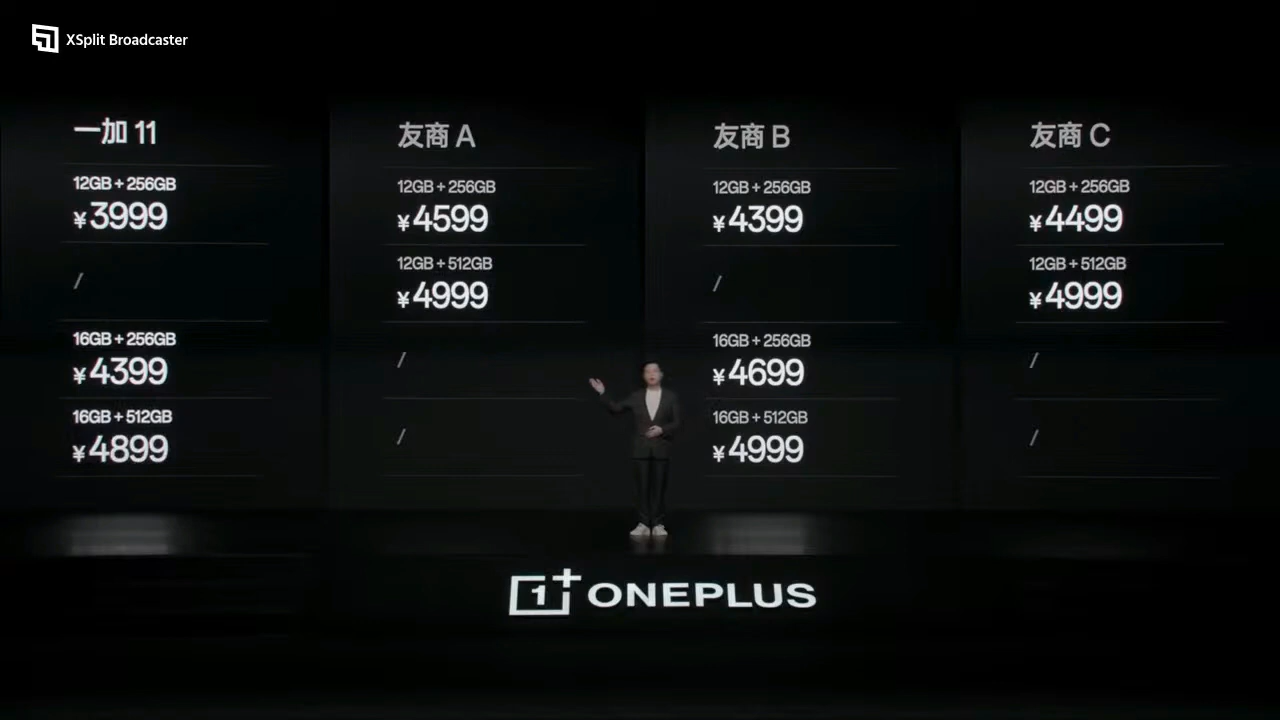 XSplit Broadcaster
一加 11
12GB + 256GB
¥3999
/
16GB + 256GB
¥4399
16GB + 512GB
¥4899
友商 A
12GB + 256GB
¥4599
12GB + 512GB
¥4999
/
/
友商 B
12GB + 256GB
¥4399
/
16GB + 256GB
¥4699
16GB + 512GB
¥4999
友商 C
12GB + 256GB
¥4499
12GB + 512GB
¥4999
/
/
1+ ONEPLUS